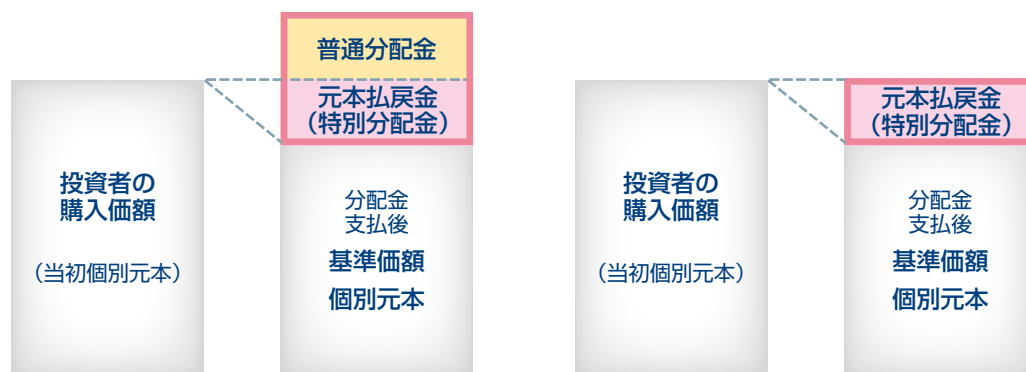 普通分配金
元本払戻金
（特別分配金）
投資者の
購入価額
（当初個別元本）
分配金
支払後
基準価額
個別元本
元本払戻金
（特別分配金）
投資者の
購入価額
（当初個別元本）
分配金
支払後
基準価額
個別元本